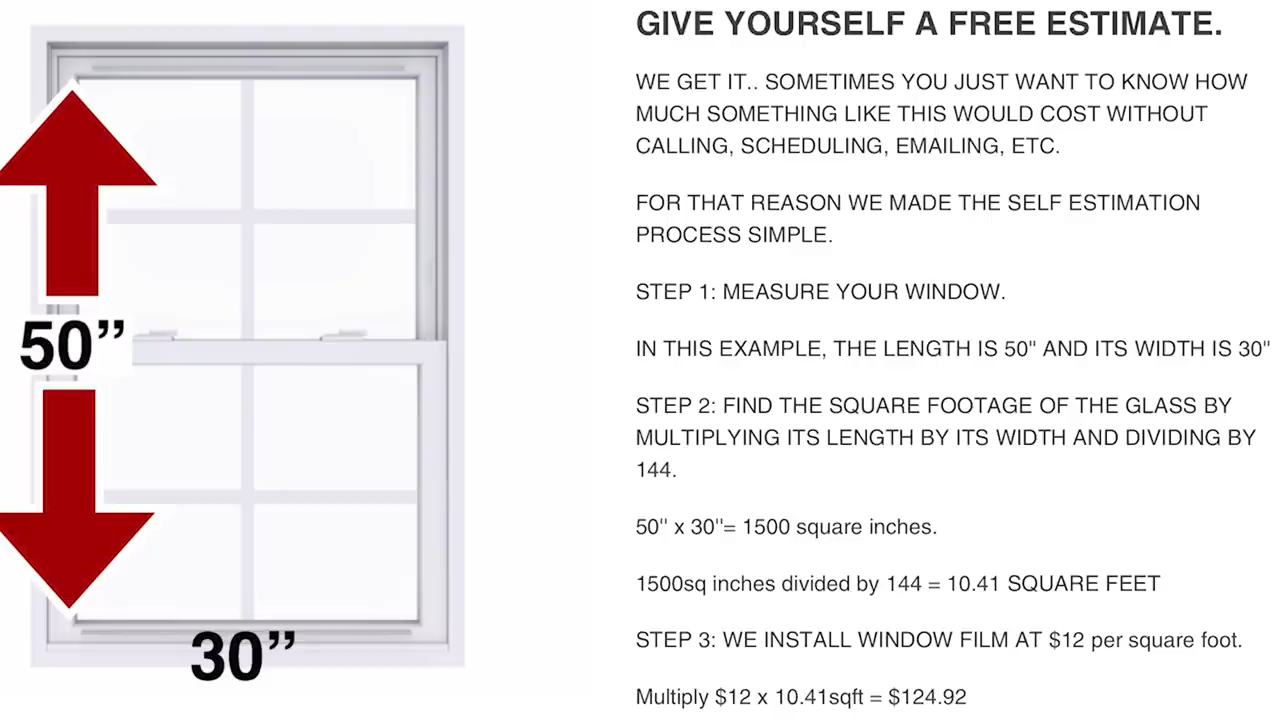 GIVE YOURSELF A FREE ESTIMATE.
WE GET IT.. SOMETIMES YOU JUST WANT TO KNOW HOW
MUCH SOMETHING LIKE THIS WOULD COST WITHOUT
CALLING, SCHEDULING, EMAILING, ETC.
FOR THAT REASON WE MADE THE SELF ESTIMATION
PROCESS SIMPLE.
STEP 1: MEASURE YOUR WINDOW.
IN THIS EXAMPLE, THE LENGTH IS 50" AND ITS WIDTH IS 30"
STEP 2: FIND THE SQUARE FOOTAGE OF THE GLASS BY
MULTIPLYING ITS LENGTH BY ITS WIDTH AND DIVIDING BY
144.
50" x 30"= 1500 square inches.
1500sq inches divided by 144 = 10.41 SQUARE FEET
STEP 3: WE INSTALL WINDOW FILM AT $12 per square foot.
Multiply $12 x 10.41sqft = $124.92
50”
30”